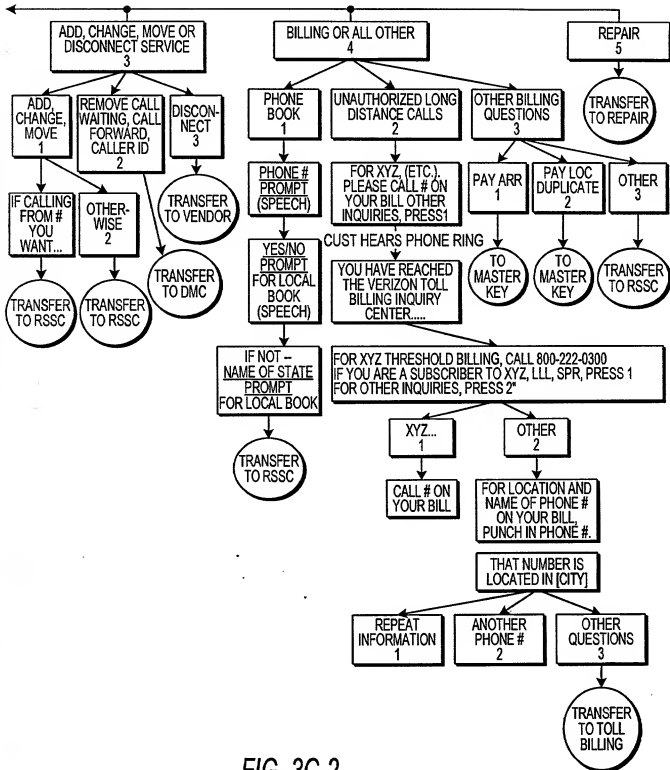 ADD, CHANGE, MOVE OR
DISCONNECT SERVICE
3
BILLING OR ALL OTHER
4
REPAIR
5
ADD,
CHANGE,
MOVE
1
REMOVE CALL
WAITING, CALL
FORWARD,
CALLER ID
2
DISCON-
NECT
3
PHONE
BOOK
1
UNAUTHORIZED LONG
DISTANCE CALLS
2
OTHER BILLING
QUESTIONS
3
TRANSFER
TO REPAIR
IF CALLING
FROM #
YOU
WANT...
OTHER-
WISE
2
TRANSFER
TO VENDOR
PHONE #
PROMPT
(SPEECH)
FOR XYZ, (ETC.).
PLEASE CALL # ON
YOUR BILL OTHER
INQUIRIES, PRESS1
PAY ARR
1
PAY LOC
DUPLICATE
2
OTHER
3
TRANSFER
TO RSSC
TRANSFER
TO RSSC
TRANSFER
TO DMC
YES/NO
PROMPT
FOR LOCAL
BOOK
(SPEECH)
CUST HEARS PHONE RING
YOU HAVE REACHED
THE VERIZON TOLL
BILLING INQUIRY
CENTER.....
TO
MASTER
KEY
TO
MASTER
KEY
TRANSFER
TO RSSC
IF NOT –
NAME OF STATE
PROMPT
FOR LOCAL BOOK
FOR XYZ THRESHOLD BILLING, CALL 800-222-0300
IF YOU ARE A SUBSCRIBER TO XYZ, LLL, SPR, PRESS 1
FOR OTHER INQUIRIES, PRESS 2"
TRANSFER
TO RSSC
XYZ...
1
OTHER
2
CALL # ON
YOUR BILL
FOR LOCATION AND
NAME OF PHONE #
ON YOUR BILL,
PUNCH IN PHONE #.
THAT NUMBER IS
LOCATED IN [CITY]
REPEAT
INFORMATION
1
ANOTHER
PHONE #
2
OTHER
QUESTIONS
3
TRANSFER
TO TOLL
BILLING
FIG. 3C-2